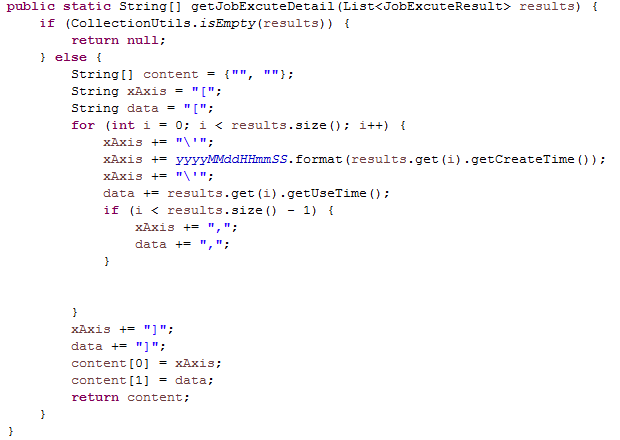 public static String[] getJobExcuteDetail(List<JobExcuteResult> results) {
    if (CollectionUtils.isEmpty(results)) {
        return null;
    } else {
        String[] content = {"", ""};
        String xAxis = "[";
        String data = "[";
        for (int i = 0; i < results.size(); i++) {
            xAxis += "\'";
            xAxis += yyyyMMddHHmmSS.format(results.get(i).getCreateTime());
            xAxis += "\'";
            data += results.get(i).getUseTime();
            if (i < results.size() - 1) {
                xAxis += ",";
                data += ",";
            }
        }
        xAxis += "]";
        data += "]";
        content[0] = xAxis;
        content[1] = data;
        return content;
    }
}